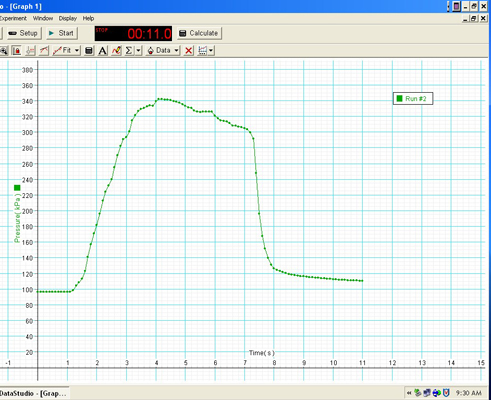 o - [Graph 1]
Experiment Window Display Help
Setup Start STOP 00:11.0 Calculate
Fit A Σ Data
380
360
340
320
300
280
260
240
220
200
180
160
140
120
100
80
60
40
20
Pressure( kPa )
Run #2
Time( s )
-1 0 1 2 3 4 5 6 7 8 9 10 11 12 13 14 15
DataStudio - [Grap... « 9:30 AM